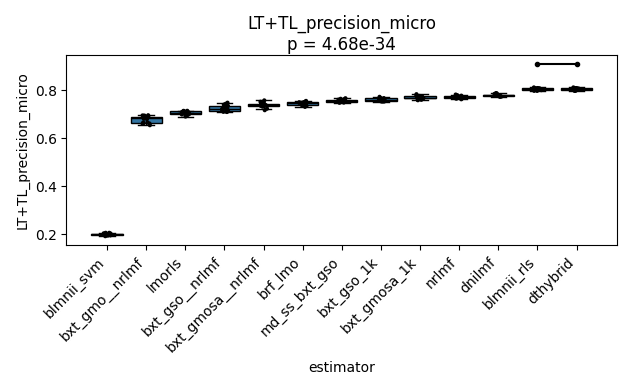 LT+TL_precision_micro
p = 4.68e-34
LT+TL_precision_micro
0.8
0.6
0.4
0.2
blmnii_svm
bxt_gmo__nrlmf
lmorls
bxt_gso__nrlmf
bxt_gmosa__nrlmf
brf_lmo
md_ss_bxt_gso
bxt_gso_1k
bxt_gmosa_1k
nrlmf
dnilmf
blmnii_rls
dthybrid
estimator